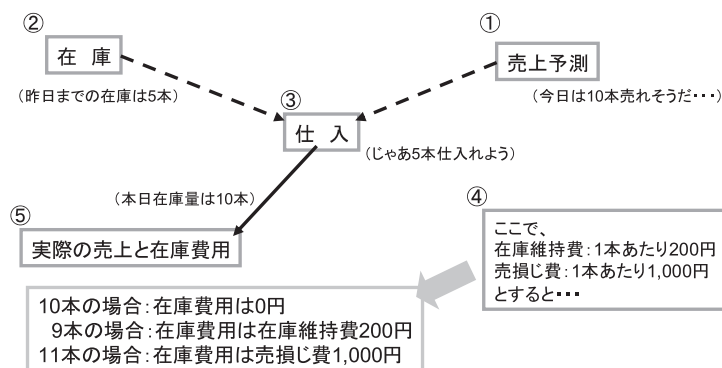 ②
在　庫
(昨日までの在庫は5本)
①
売上予測
(今日は10本売れそうだ・・・)
③
仕　入
(じゃあ5本仕入れよう)
(本日在庫量は10本)
⑤
実際の売上と在庫費用
④
ここで、
在庫維持費：1本あたり200円
売損じ費：1本あたり1,000円
とすると・・・
10本の場合：在庫費用は0円
9本の場合：在庫費用は在庫維持費200円
11本の場合：在庫費用は売損じ費1,000円